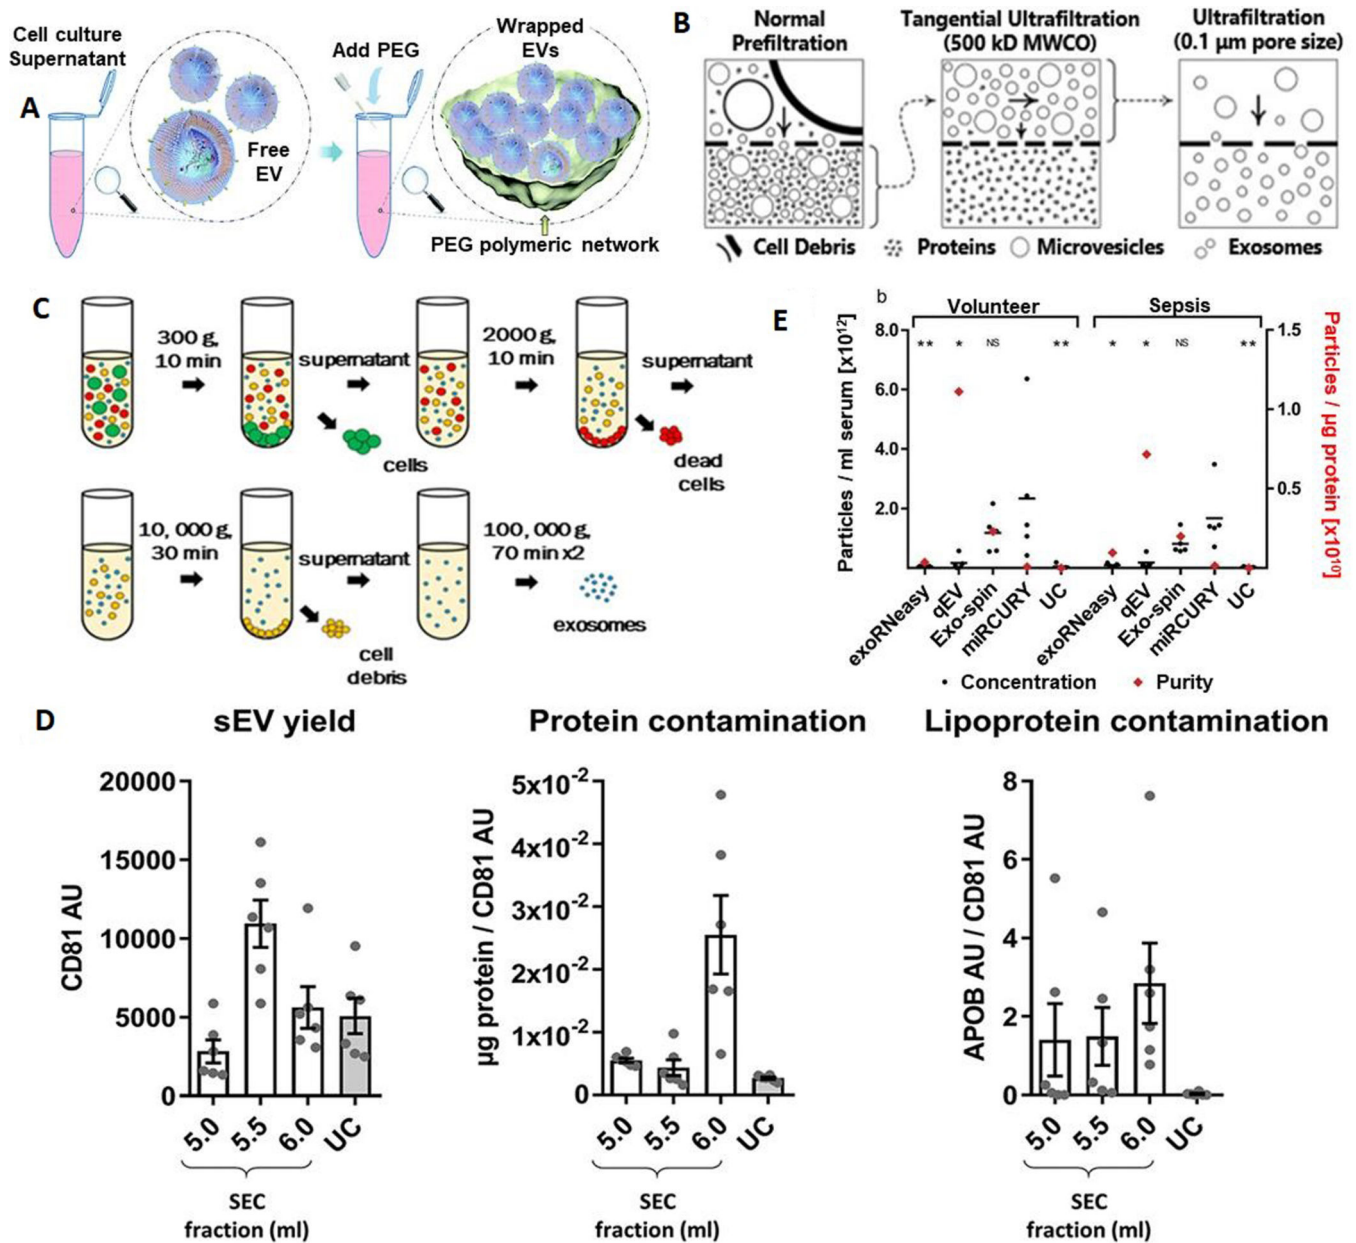 A
Cell culture
Supernatant
Free
EV
Add PEG
Wrapped
EVs
PEG polymeric network
B
Normal
Prefiltration
Tangential Ultrafiltration
(500 kD MWCO)
Ultrafiltration
(0.1 µm pore size)
Cell Debris
Proteins
Microvesicles
Exosomes
C
300 g,
10 min
supernatant
cells
2000 g,
10 min
supernatant
dead
cells
10, 000 g,
30 min
supernatant
cell
debris
100, 000 g,
70 min x2
exosomes
E
b
Volunteer
Sepsis
Particles / ml serum [x10¹²]
8.0
6.0
4.0
2.0
** * NS ** * * NS **
1.5
1.0
0.5
Particles / µg protein [x10¹⁰]
exoRNeasy
qEV
Exo-spin
miRCURY
UC
exoRNeasy
qEV
Exo-spin
miRCURY
UC
Concentration
Purity
D
sEV yield
CD81 AU
20000
15000
10000
5000
0
5.0
5.5
6.0
UC
SEC
fraction (ml)
Protein contamination
µg protein / CD81 AU
5x10⁻²
4x10⁻²
3x10⁻²
2x10⁻²
1x10⁻²
0
5.0
5.5
6.0
UC
SEC
fraction (ml)
Lipoprotein contamination
APOB AU / CD81 AU
8
6
4
2
0
5.0
5.5
6.0
UC
SEC
fraction (ml)